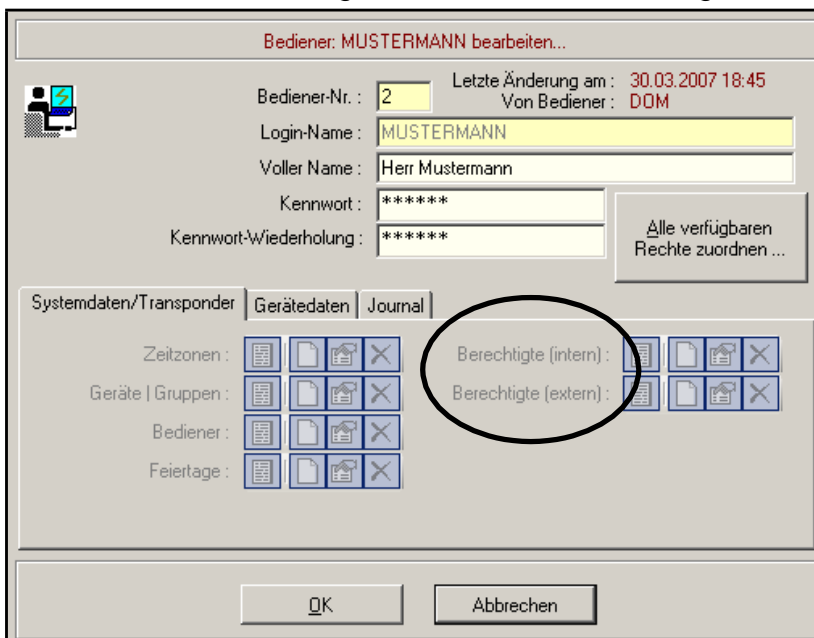 Bediener: MUSTERMANN bearbeiten...
Bediener-Nr. : 2
Letzte Änderung am : 30.03.2007 18:45
Von Bediener : DOM
Login-Name : MUSTERMANN
Voller Name : Herr Mustermann
Kennwort : ******
Kennwort-Wiederholung : ******
Alle verfügbaren
Rechte zuordnen ...
Systemdaten/Transponder Gerätedaten Journal
Zeitzonen : Berechtigte (intern) :
Geräte | Gruppen : Berechtigte (extern) :
Bediener :
Feiertage :
OK Abbrechen